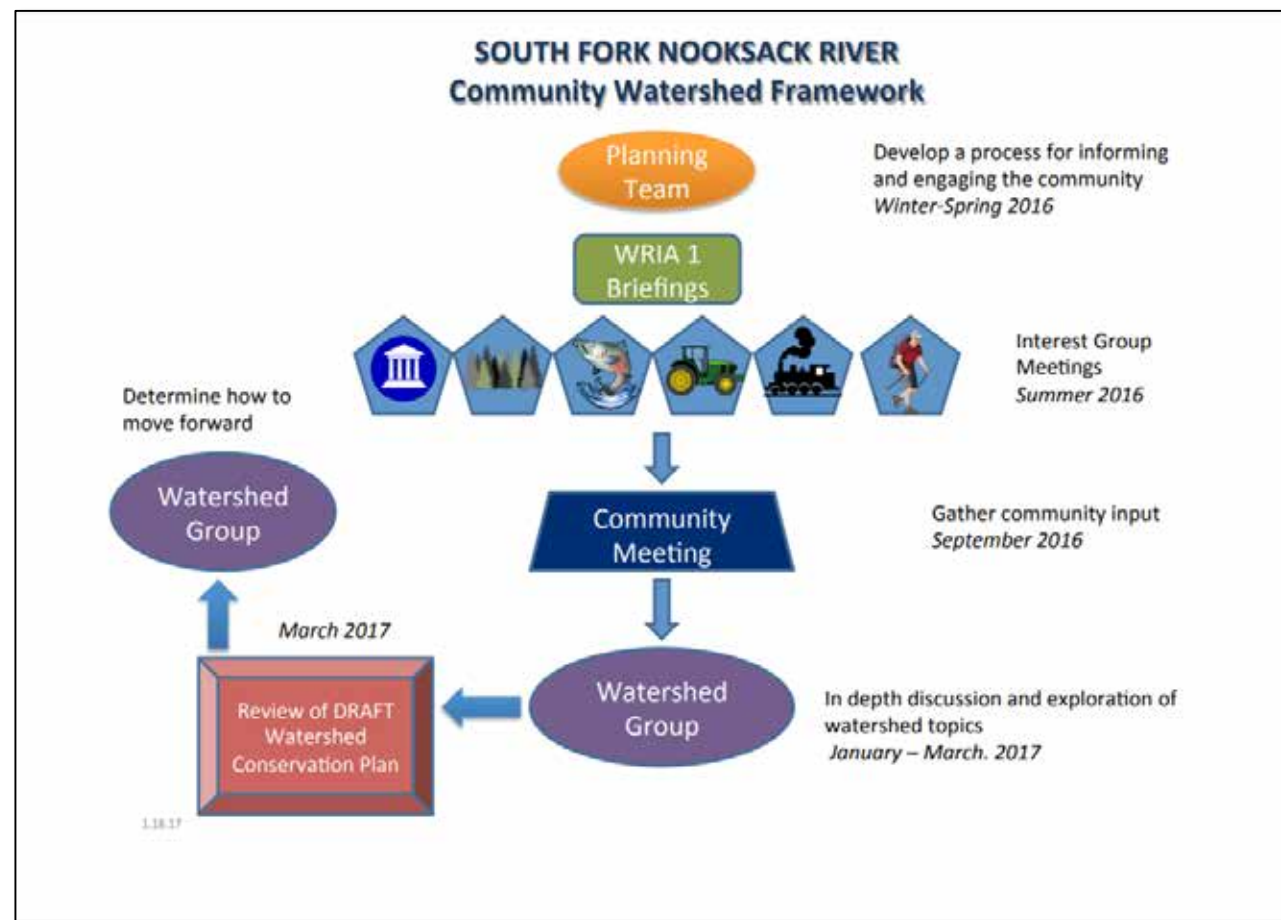 SOUTH FORK NOOKSACK RIVER
Community Watershed Framework
Planning
Team
Develop a process for informing
and engaging the community
Winter-Spring 2016
WRIA 1
Briefings
Interest Group
Meetings
Summer 2016
Community
Meeting
Gather community input
September 2016
Watershed
Group
In depth discussion and exploration of
watershed topics
January – March. 2017
March 2017
Review of DRAFT
Watershed
Conservation Plan
Determine how to
move forward
Watershed
Group